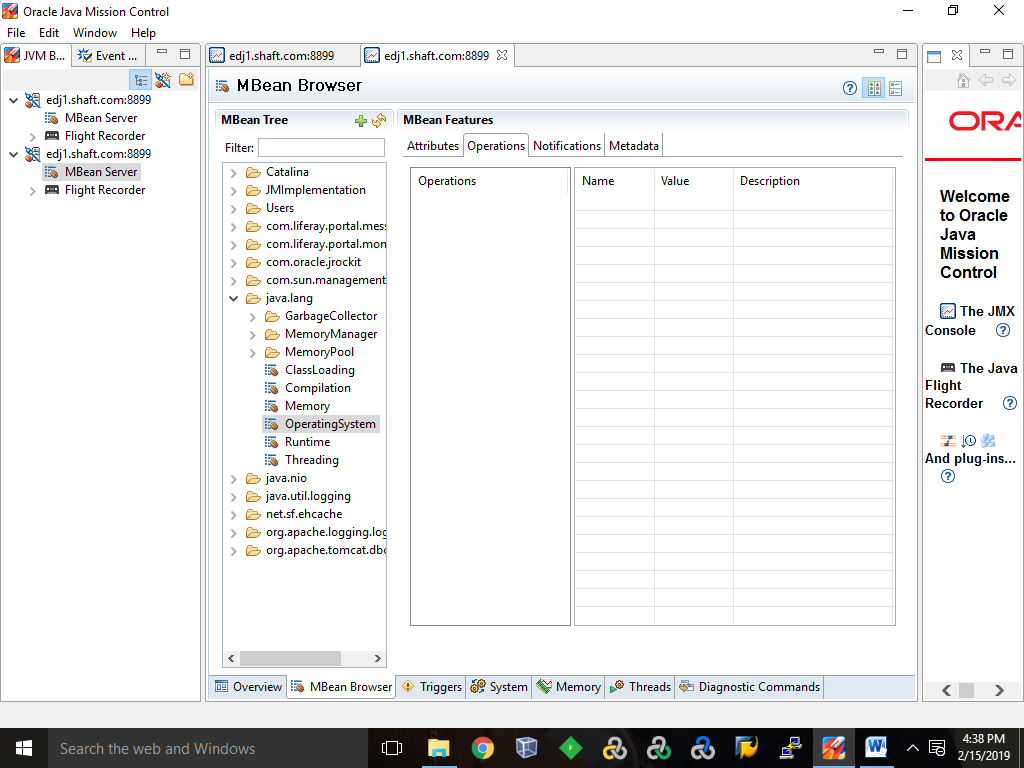 Oracle Java Mission Control
File Edit Window Help
JVM B...
Event ...
edj1.shaft.com:8899
MBean Server
Flight Recorder
edj1.shaft.com:8899
MBean Server
Flight Recorder
edj1.shaft.com:8899
edj1.shaft.com:8899
MBean Browser
MBean Tree
Filter:
Catalina
JMImplementation
Users
com.liferay.portal.mess
com.liferay.portal.mon
com.oracle.jrockit
com.sun.management
java.lang
GarbageCollector
MemoryManager
MemoryPool
ClassLoading
Compilation
Memory
OperatingSystem
Runtime
Threading
java.nio
java.util.logging
net.sf.ehcache
org.apache.logging.log
org.apache.tomcat.dbc
MBean Features
Attributes Operations Notifications Metadata
Operations
Name Value Description
Overview MBean Browser Triggers System Memory Threads Diagnostic Commands
ORA
Welcome
to Oracle
Java
Mission
Control
The JMX
Console
The Java
Flight
Recorder
And plug-ins...
Search the web and Windows
4:38 PM
2/15/2019